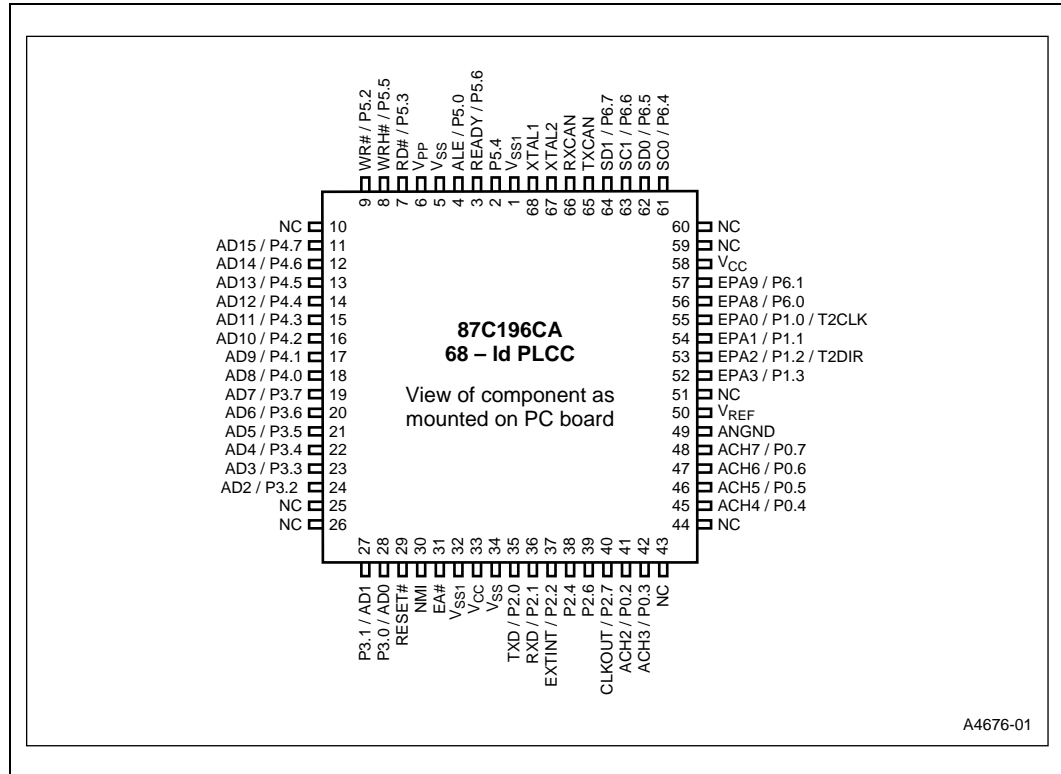 WR# / P5.2
WRH# / P5.5
RD# / P5.3
VPP
VSS
ALE / P5.0
READY / P5.6
P5.4
VSS1
XTAL1
XTAL2
RXCAN
TXCAN
SD1 / P6.7
SC1 / P6.6
SD0 / P6.5
SC0 / P6.4
9 8 7 6 5 4 3 2 1 68 67 66 65 64 63 62 61
NC 10
AD15 / P4.7 11
AD14 / P4.6 12
AD13 / P4.5 13
AD12 / P4.4 14
AD11 / P4.3 15
AD10 / P4.2 16
AD9 / P4.1 17
AD8 / P4.0 18
AD7 / P3.7 19
AD6 / P3.6 20
AD5 / P3.5 21
AD4 / P3.4 22
AD3 / P3.3 23
AD2 / P3.2 24
NC 25
NC 26
87C196CA
68 – ld PLCC
View of component as
mounted on PC board
60 NC
59 NC
58 VCC
57 EPA9 / P6.1
56 EPA8 / P6.0
55 EPA0 / P1.0 / T2CLK
54 EPA1 / P1.1
53 EPA2 / P1.2 / T2DIR
52 EPA3 / P1.3
51 NC
50 VREF
49 ANGND
48 ACH7 / P0.7
47 ACH6 / P0.6
46 ACH5 / P0.5
45 ACH4 / P0.4
44 NC
27 28 29 30 31 32 33 34 35 36 37 38 39 40 41 42 43
P3.1 / AD1
P3.0 / AD0
RESET#
NMI
EA#
VSS1
VCC
VSS
TXD / P2.0
RXD / P2.1
EXTINT / P2.2
P2.4
P2.6
CLKOUT / P2.7
ACH2 / P0.2
ACH3 / P0.3
NC
A4676-01